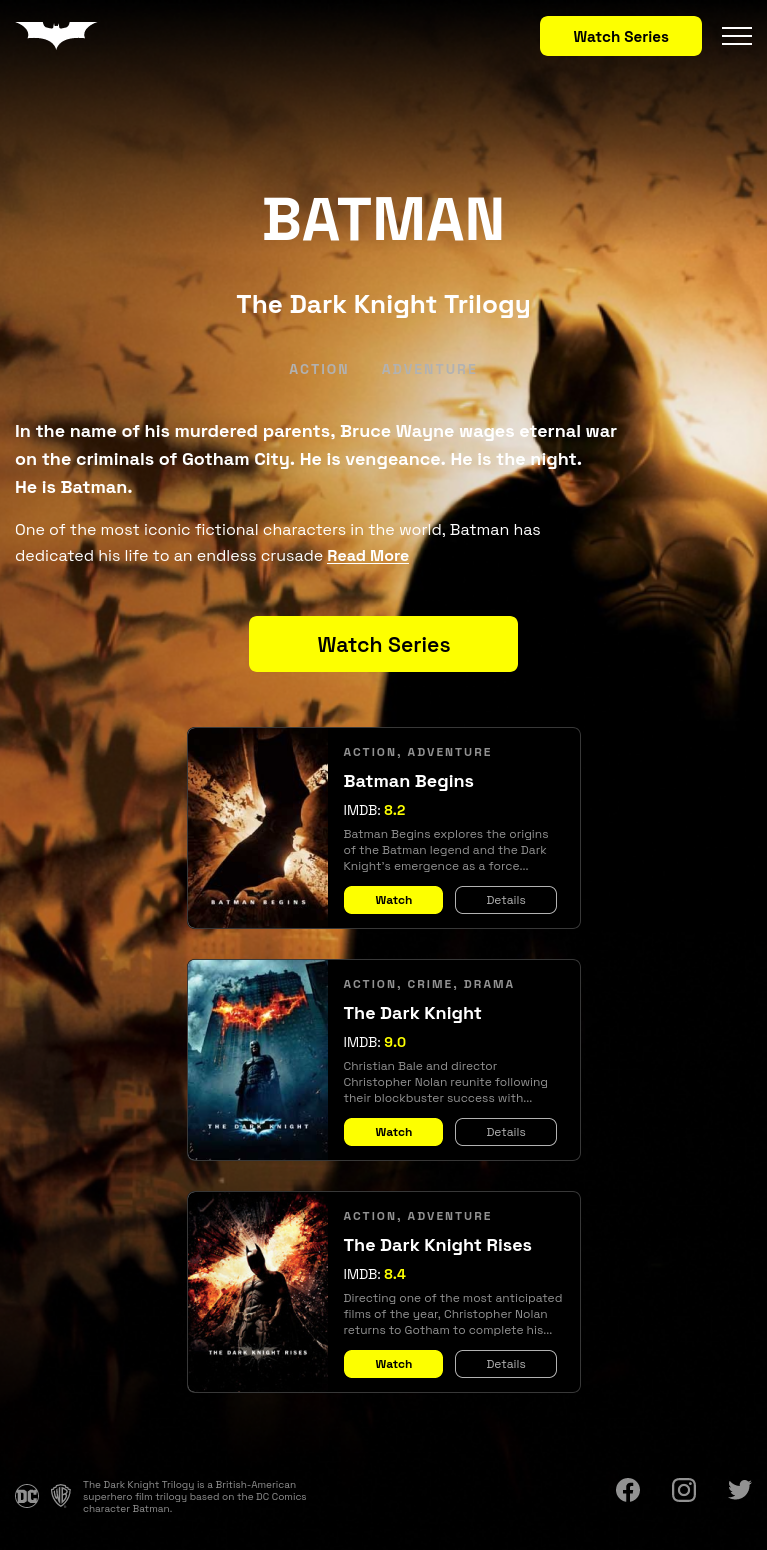 Watch Series
BATMAN
The Dark Knight Trilogy
ACTION ADVENTURE
In the name of his murdered parents, Bruce Wayne wages eternal war
on the criminals of Gotham City. He is vengeance. He is the night.
He is Batman.
One of the most iconic fictional characters in the world, Batman has
dedicated his life to an endless crusade Read More
Watch Series
BATMAN BEGINS
ACTION, ADVENTURE
Batman Begins
IMDB: 8.2
Batman Begins explores the origins
of the Batman legend and the Dark
Knight's emergence as a force...
Watch Details
THE DARK KNIGHT
ACTION, CRIME, DRAMA
The Dark Knight
IMDB: 9.0
Christian Bale and director
Christopher Nolan reunite following
their blockbuster success with...
Watch Details
THE DARK KNIGHT RISES
ACTION, ADVENTURE
The Dark Knight Rises
IMDB: 8.4
Directing one of the most anticipated
films of the year, Christopher Nolan
returns to Gotham to complete his...
Watch Details
DC WB
The Dark Knight Trilogy is a British-American
superhero film trilogy based on the DC Comics
character Batman.